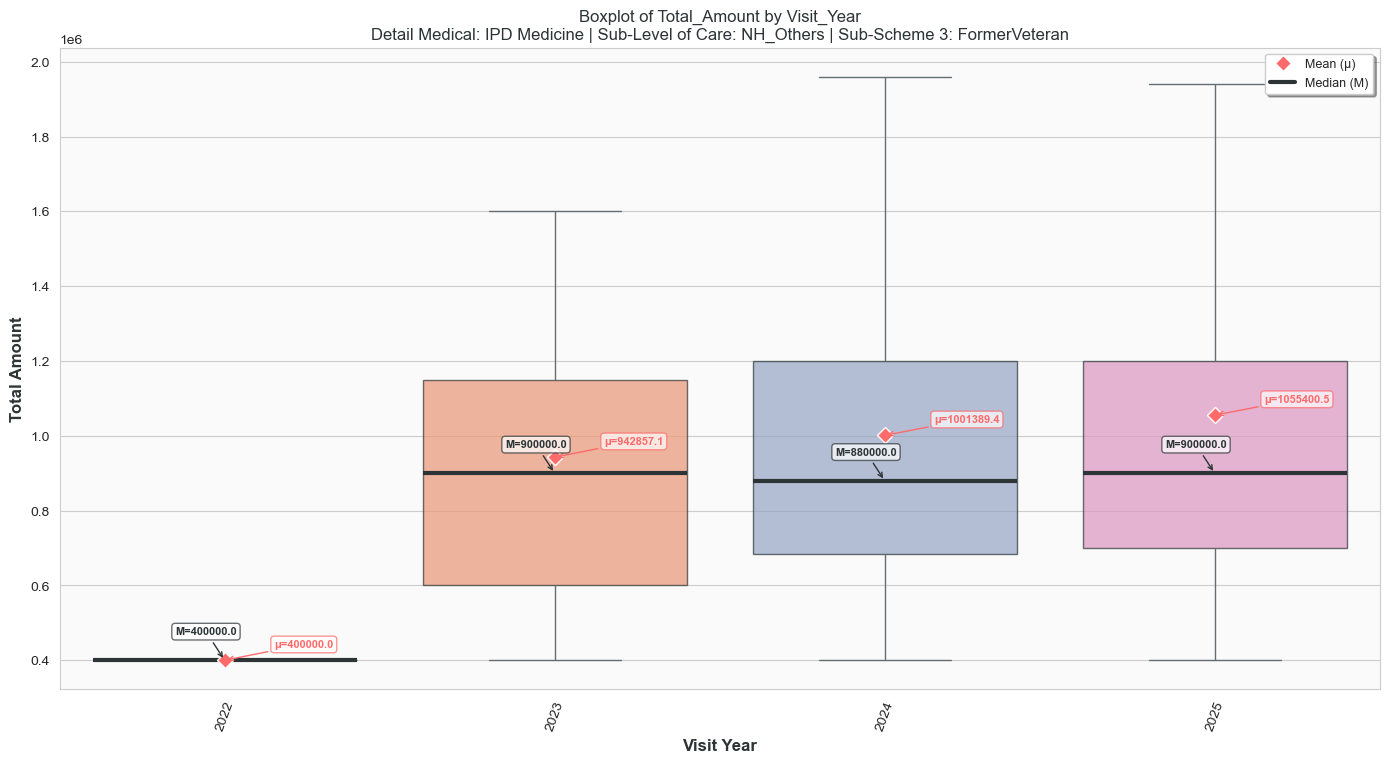 Boxplot of Total_Amount by Visit_Year
Detail Medical: IPD Medicine | Sub-Level of Care: NH_Others | Sub-Scheme 3: FormerVeteran
1e6
Mean (μ)
Median (M)
2.0
1.8
1.6
1.4
1.2
1.0
0.8
0.6
0.4
Total Amount
M=400000.0
μ=400000.0
M=900000.0
μ=942857.1
M=880000.0
μ=1001389.4
M=900000.0
μ=1055400.5
2022
2023
2024
2025
Visit Year